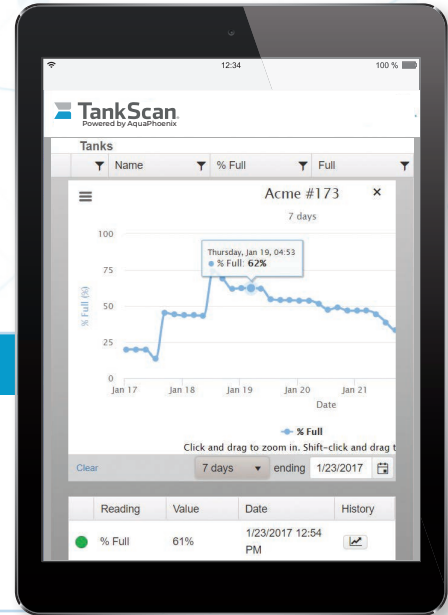 12:34
100 %
TankScan.
Powered by AquaPhoenix
Tanks
Name % Full Full
Acme #173 ×
7 days
100
75
50
25
0
% Full (%)
Thursday, Jan 19, 04:53
% Full: 62%
Jan 17 Jan 18 Jan 19 Jan 20 Jan 21
Date
% Full
Click and drag to zoom in. Shift-click and drag t
Clear 7 days ending 1/23/2017
Reading Value Date History
% Full 61% 1/23/2017 12:54
PM